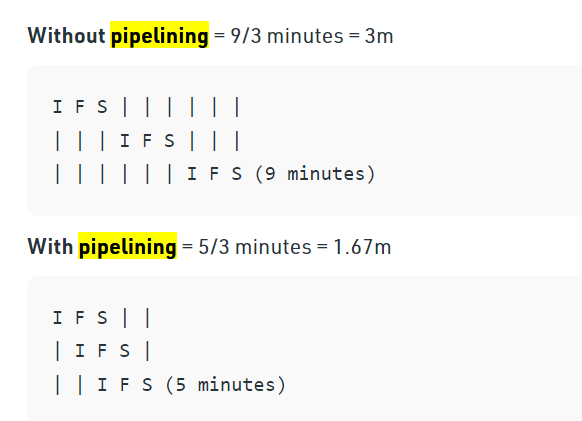 Without pipelining = 9/3 minutes = 3m
I F S | | | | | |
| | | I F S | | |
| | | | | | I F S (9 minutes)
With pipelining = 5/3 minutes = 1.67m
I F S | |
| I F S |
| | I F S (5 minutes)